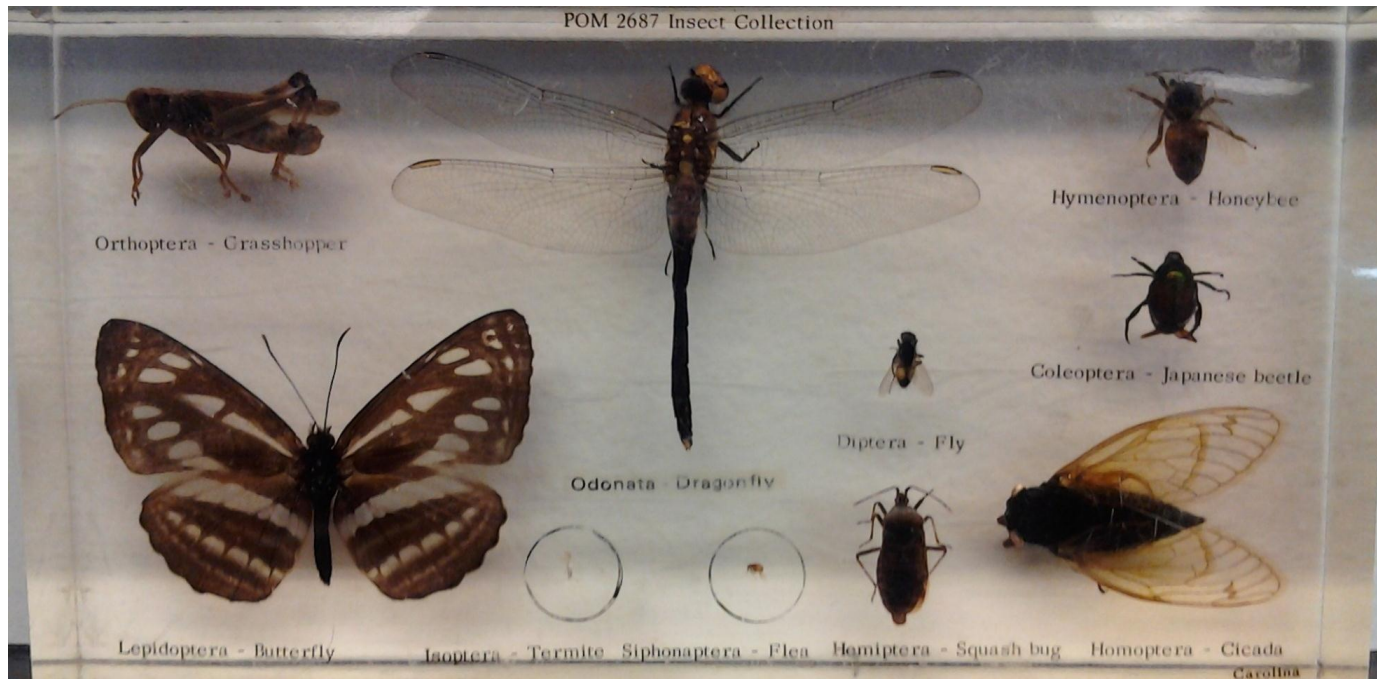 POM 2687 Insect Collection
Orthoptera - Grasshopper
Hymenoptera - Honeybee
Coleoptera - Japanese beetle
Diptera - Fly
Odonata - Dragonfly
Lepidoptera - Butterfly
Isoptera - Termite
Siphonaptera - Flea
Hemiptera - Squash bug
Homoptera - Cicada
Carolina